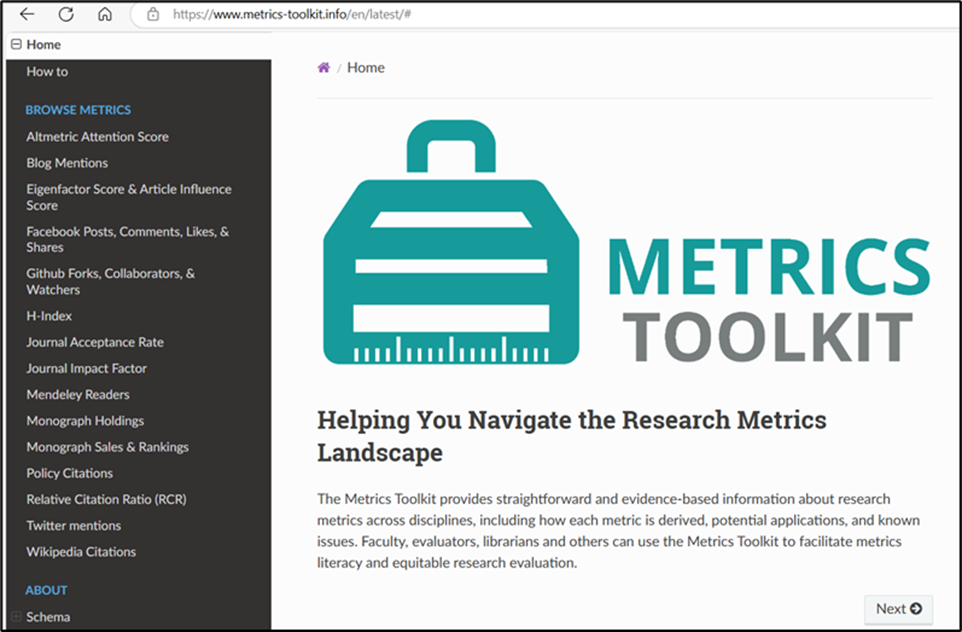 https://www.metrics-toolkit.info/en/latest/#
Home
How to
BROWSE METRICS
Altmetric Attention Score
Blog Mentions
Eigenfactor Score & Article Influence
Score
Facebook Posts, Comments, Likes, &
Shares
Github Forks, Collaborators, &
Watchers
H-Index
Journal Acceptance Rate
Journal Impact Factor
Mendeley Readers
Monograph Holdings
Monograph Sales & Rankings
Policy Citations
Relative Citation Ratio (RCR)
Twitter mentions
Wikipedia Citations
ABOUT
Schema
/ Home
METRICS
TOOLKIT
Helping You Navigate the Research Metrics
Landscape
The Metrics Toolkit provides straightforward and evidence-based information about research
metrics across disciplines, including how each metric is derived, potential applications, and known
issues. Faculty, evaluators, librarians and others can use the Metrics Toolkit to facilitate metrics
literacy and equitable research evaluation.
Next